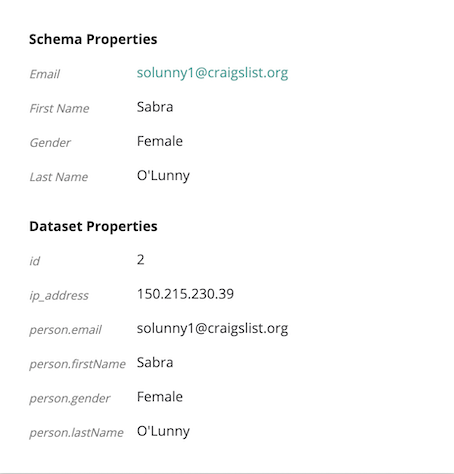 Schema Properties
Email solunny1@craigslist.org
First Name Sabra
Gender Female
Last Name O'Lunny
Dataset Properties
id 2
ip_address 150.215.230.39
person.email solunny1@craigslist.org
person.firstName Sabra
person.gender Female
person.lastName O'Lunny